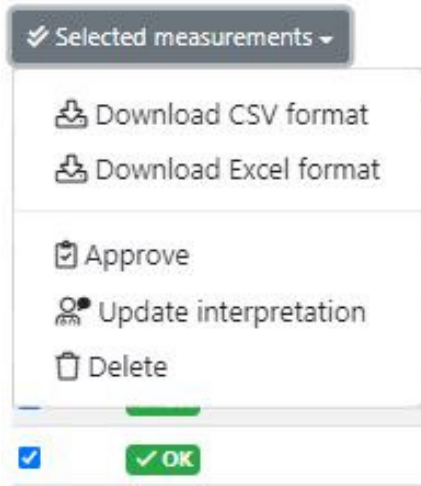 Selected measurements
Download CSV format
Download Excel format
Approve
Update interpretation
Delete
OK